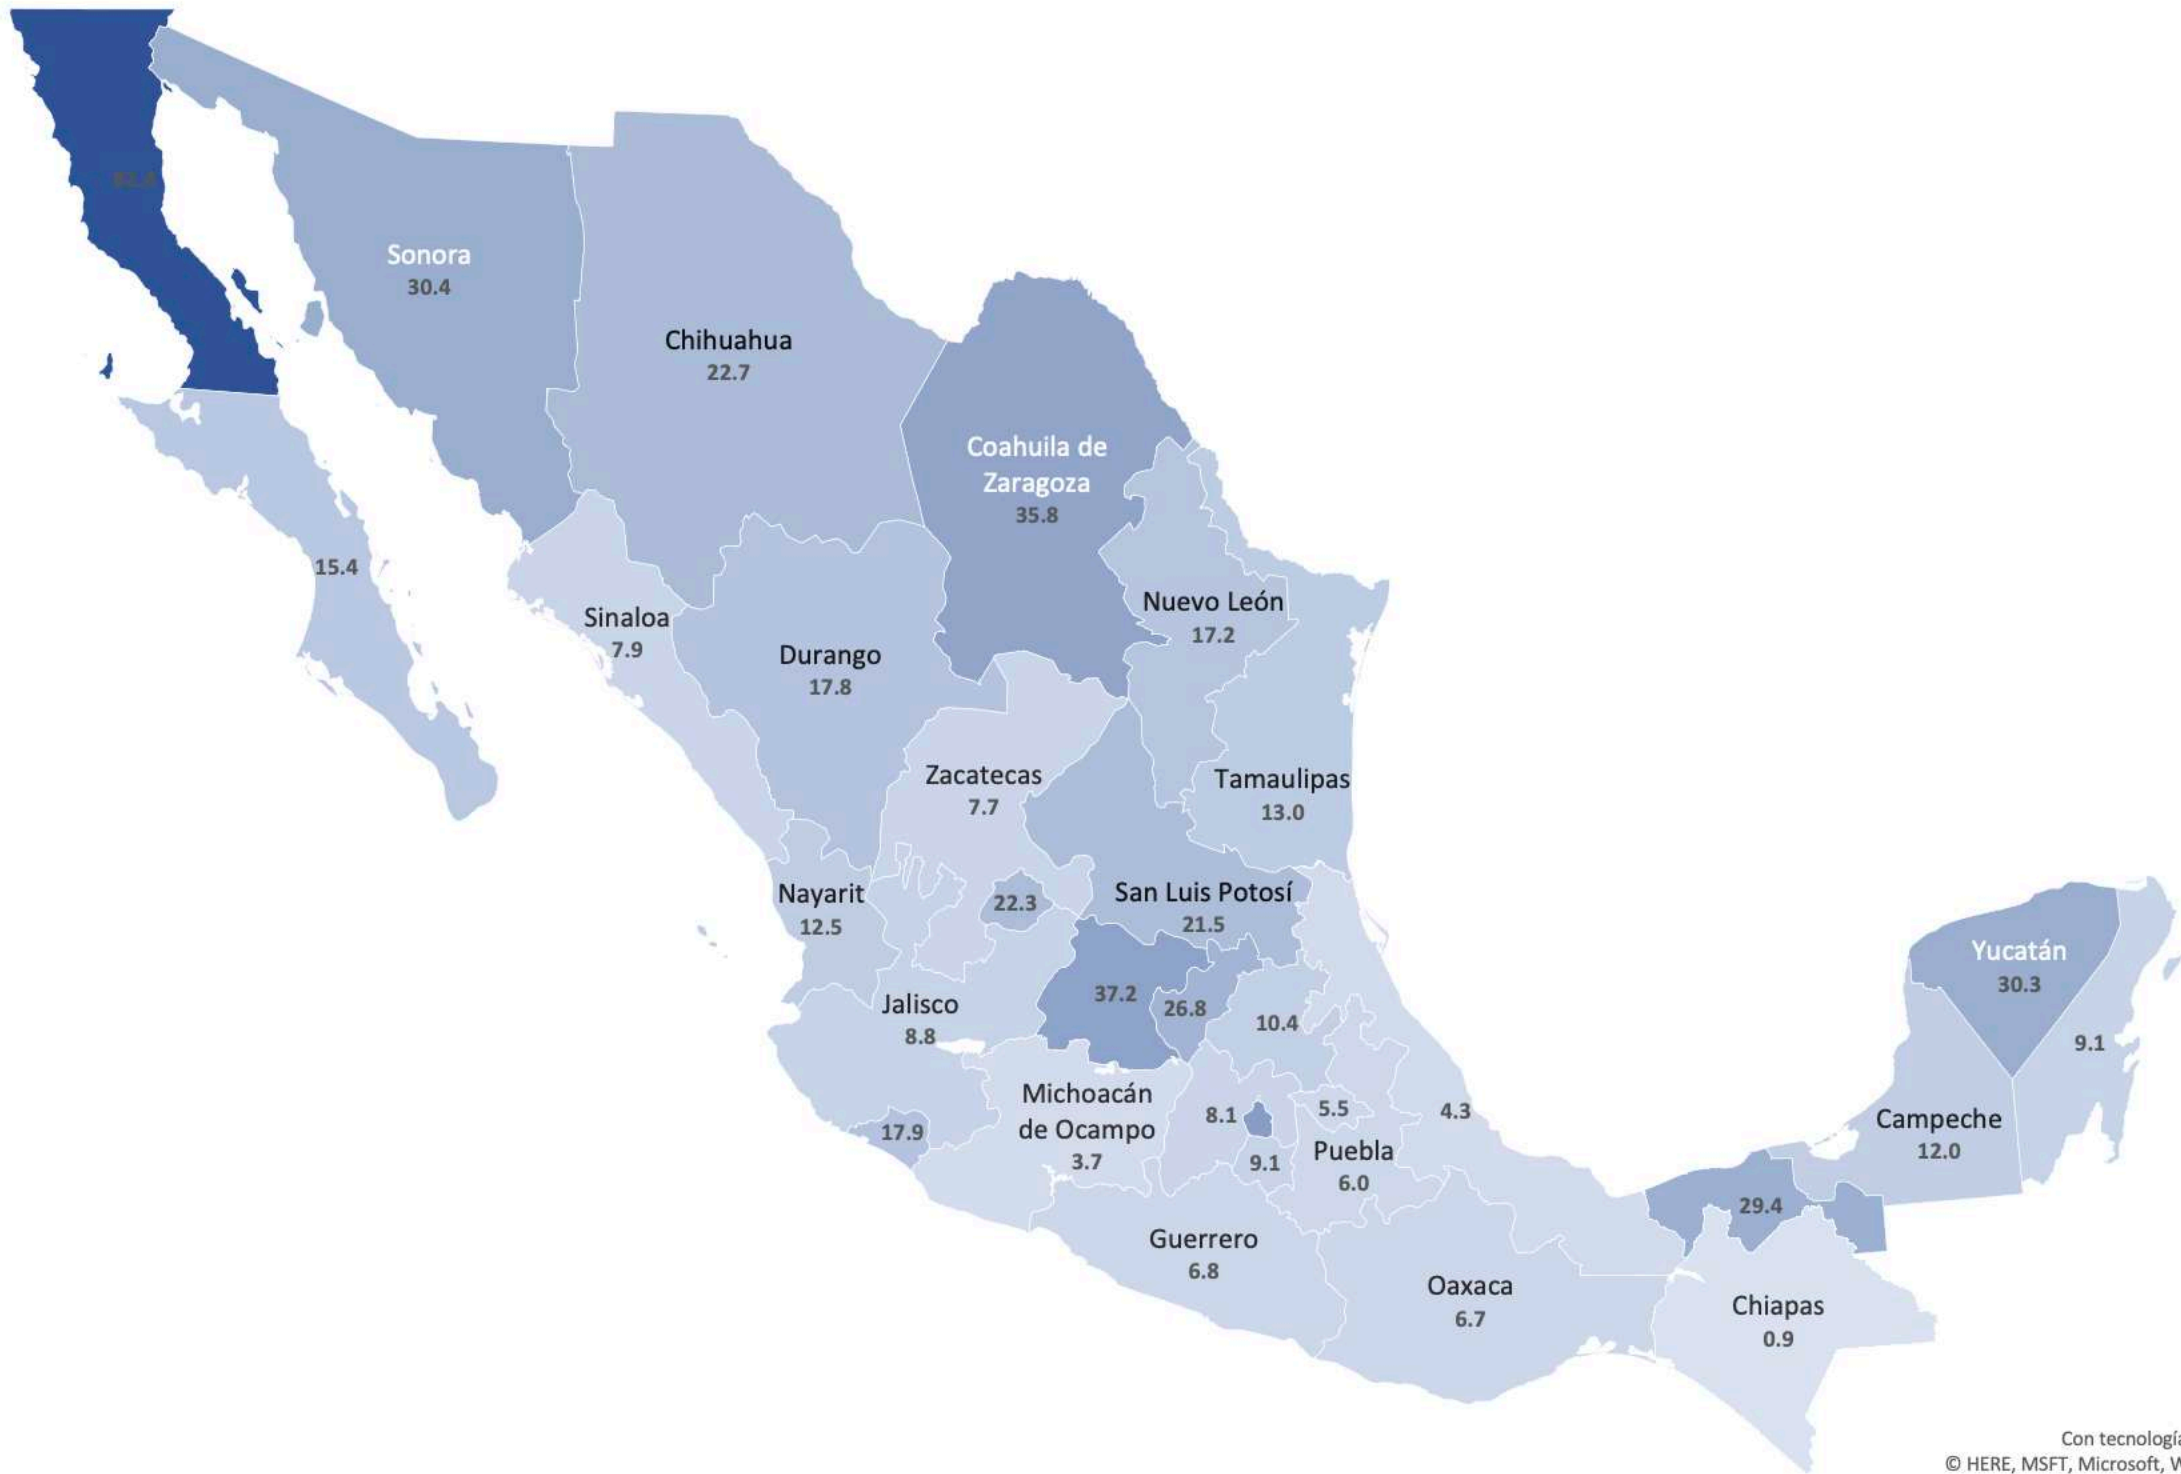 Sonora
30.4
Chihuahua
22.7
Coahuila de
Zaragoza
35.8
15.4
Sinaloa
7.9
Durango
17.8
Nuevo León
17.2
Zacatecas
7.7
Tamaulipas
13.0
Nayarit
12.5
22.3
San Luis Potosí
21.5
Jalisco
8.8
37.2
26.8
10.4
Yucatán
30.3
9.1
Michoacán
de Ocampo
3.7
17.9
8.1
5.5
4.3
9.1
Puebla
6.0
Campeche
12.0
29.4
Guerrero
6.8
Oaxaca
6.7
Chiapas
0.9
Con tecnología
© HERE, MSFT, Microsoft, W